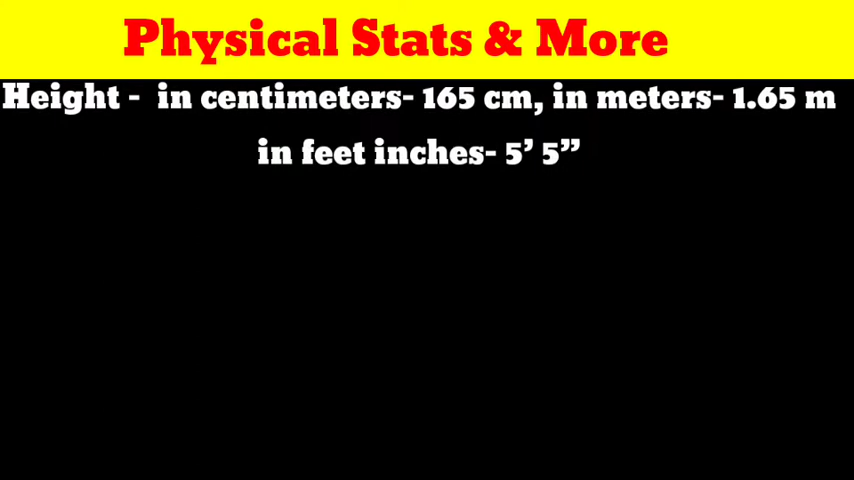 Physical Stats & More
Height -  in centimeters- 165 cm, in meters- 1.65 m
in feet inches- 5’ 5”